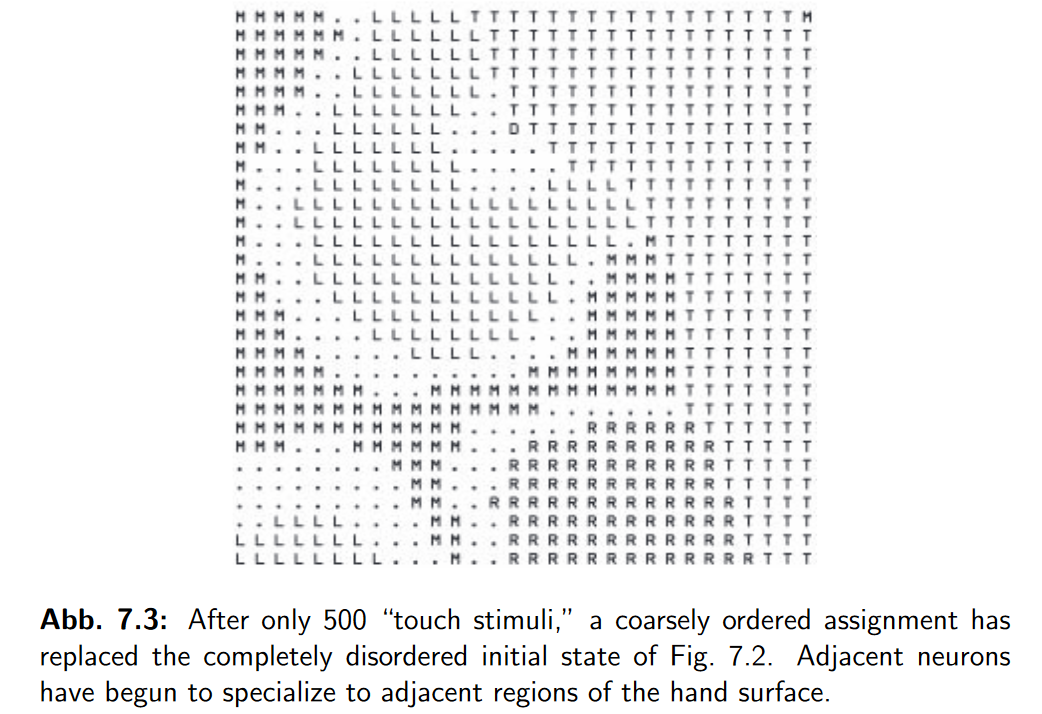 M M M M M . . L L L L L T T T T T T T T T T T T T T T T T M
M M M M M M . L L L L L L T T T T T T T T T T T T T T T T T
M M M M M . . L L L L L L T T T T T T T T T T T T T T T T T
M M M M . . L L L L L L L T T T T T T T T T T T T T T T T T
M M M M . . L L L L L L L . T T T T T T T T T T T T T T T T
M M M . . L L L L L L L . . T T T T T T T T T T T T T T T T
M M . . . L L L L L L . . . D T T T T T T T T T T T T T T T
M M . . L L L L L L L . . . . . T T T T T T T T T T T T T T
M . . . L L L L L L L L . . . . . T T T T T T T T T T T T T
M . . . L L L L L L L L . . . . L L L L T T T T T T T T T T
M . . L L L L L L L L L L L L L L L L L L T T T T T T T T T
M . . L L L L L L L L L L L L L L L L L L T T T T T T T T T
M . . . L L L L L L L L L L L L L L L L . M T T T T T T T T
M . . . L L L L L L L L L L L L L L . M M M T T T T T T T T
M M . . L L L L L L L L L L L L L . . M M M M T T T T T T T
M M . . . L L L L L L L L L L L L . M M M M M T T T T T T T
M M M . . . L L L L L L L L L L . . M M M M M T T T T T T T
M M M . . . . L L L L L L L L . . . M M M M M T T T T T T T
M M M M . . . . . L L L L . . . . M M M M M M T T T T T T T
M M M M M . . . . . . . . . . M M M M M M M M T T T T T T T
M M M M M M M . . . M M M M M M M M M M M M M T T T T T T T
M M M M M M M M M M M M M M M M . . . . . . . T T T T T T T
M M M M M M M M M M M M . . . . . . R R R R R R T T T T T T
M M M . . . M M M M M M . . . R R R R R R R R R R T T T T T
. . . . . . . . M M M . . . R R R R R R R R R R R T T T T T
. . . . . . . . . M M . . . R R R R R R R R R R R T T T T T
. . . . . . . . . M M . . R R R R R R R R R R R R R T T T T
. . L L L L . . . . M M . . R R R R R R R R R R R R T T T T
L L L L L L L . . . M M . . R R R R R R R R R R R R T T T T
L L L L L L L L . . . M . . R R R R R R R R R R R R R T T T
Abb. 7.3: After only 500 “touch stimuli,” a coarsely ordered assignment has
replaced the completely disordered initial state of Fig. 7.2. Adjacent neurons
have begun to specialize to adjacent regions of the hand surface.